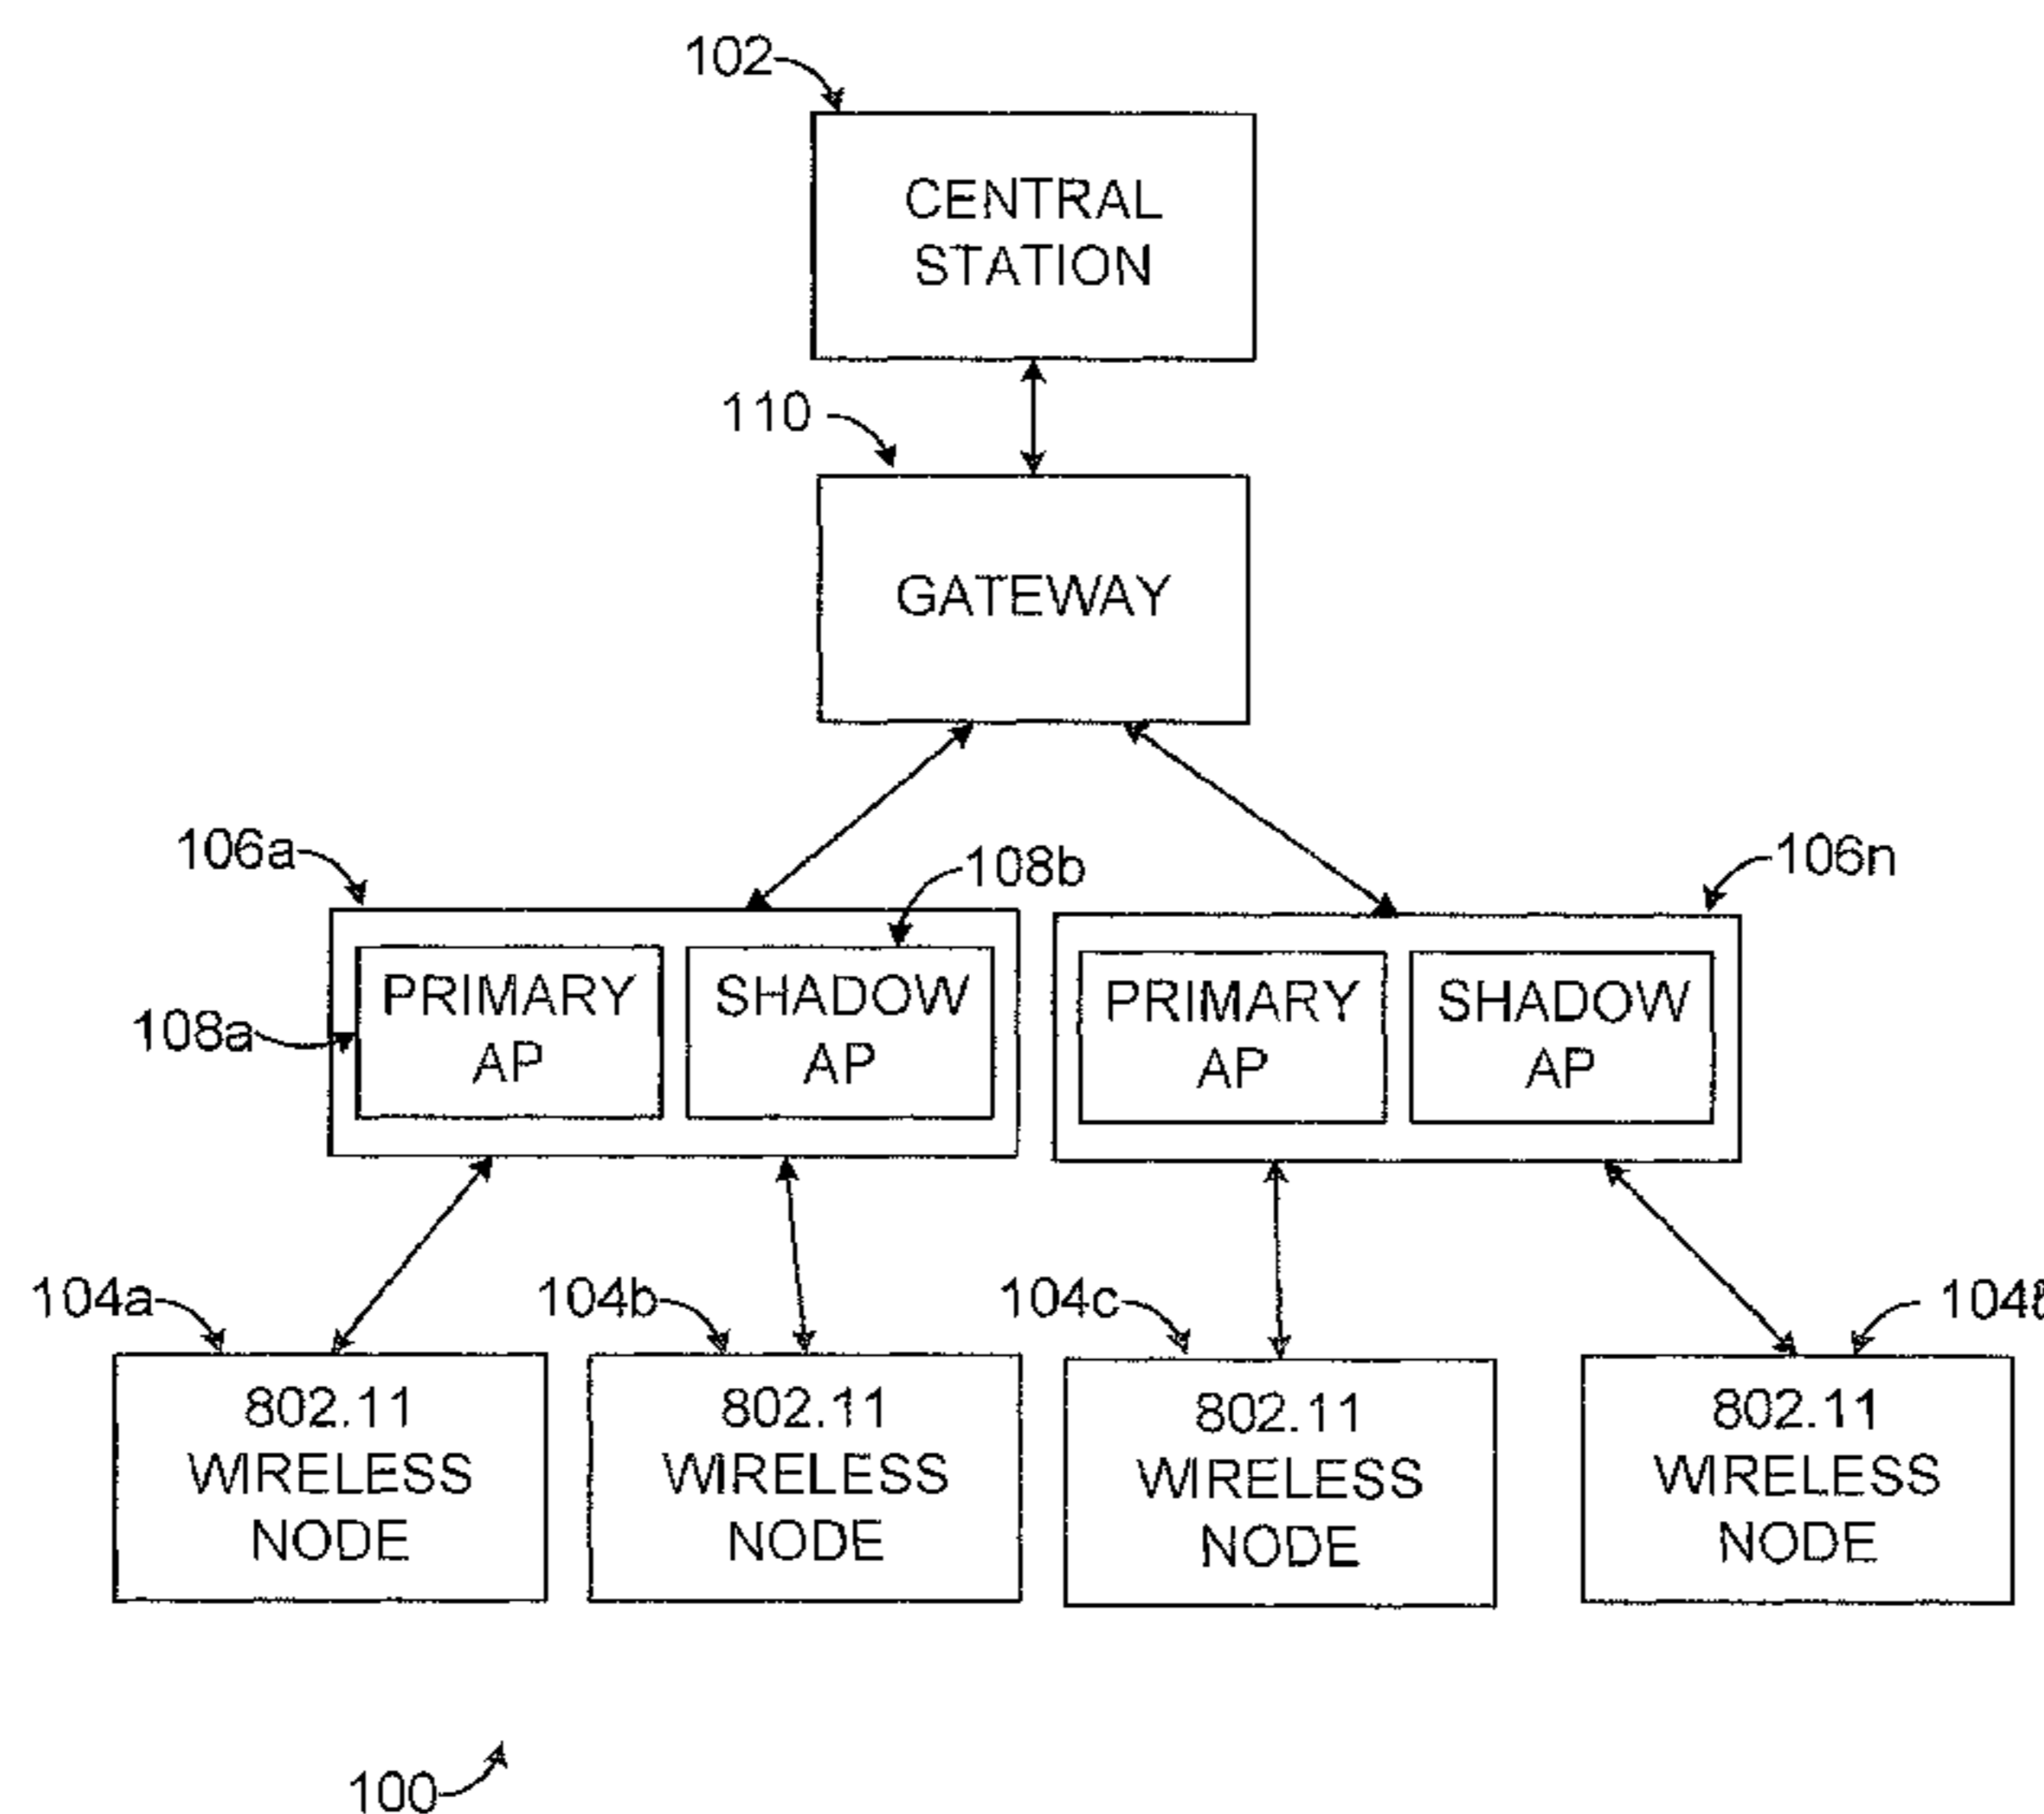 102
CENTRAL
STATION
110
GATEWAY
106a
108b
106n
108a
PRIMARY
AP
SHADOW
AP
PRIMARY
AP
SHADOW
AP
104a
104b
104c
802.11
WIRELESS
NODE
802.11
WIRELESS
NODE
802.11
WIRELESS
NODE
802.11
WIRELESS
NODE
100